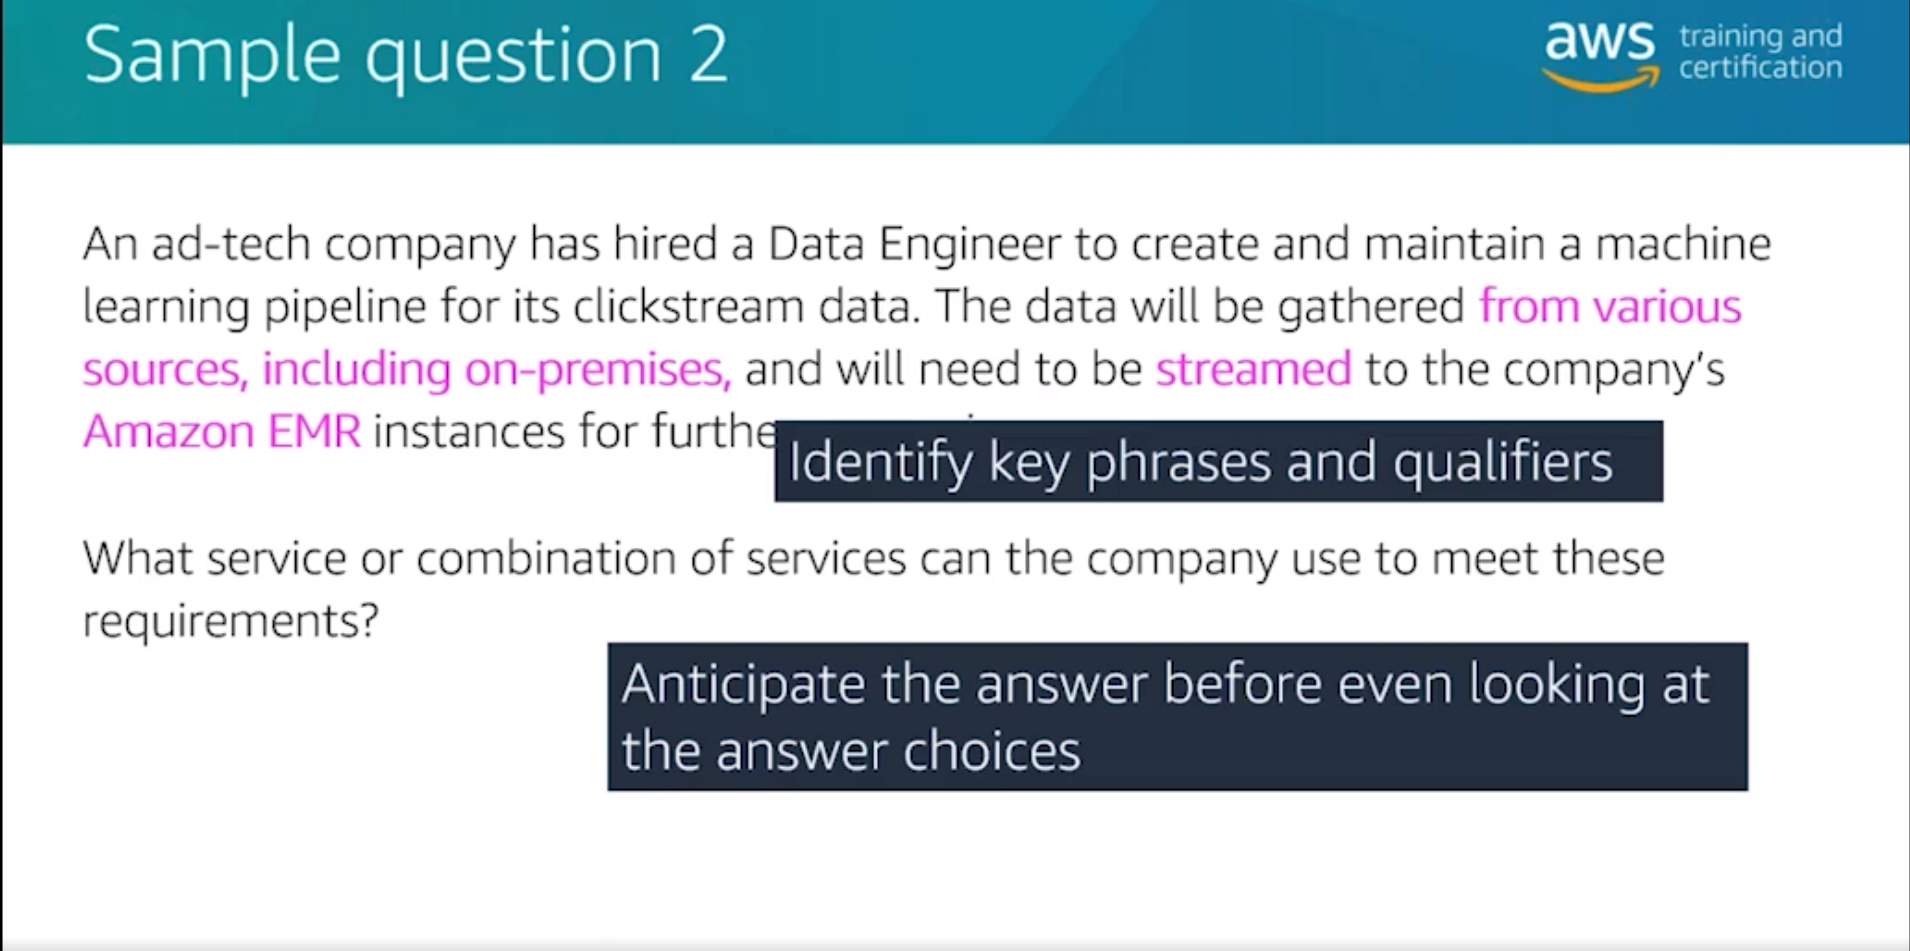 Sample question 2
aws training and
certification
An ad-tech company has hired a Data Engineer to create and maintain a machine
learning pipeline for its clickstream data. The data will be gathered from various
sources, including on-premises, and will need to be streamed to the company's
Amazon EMR instances for furthe
Identify key phrases and qualifiers
What service or combination of services can the company use to meet these
requirements?
Anticipate the answer before even looking at
the answer choices